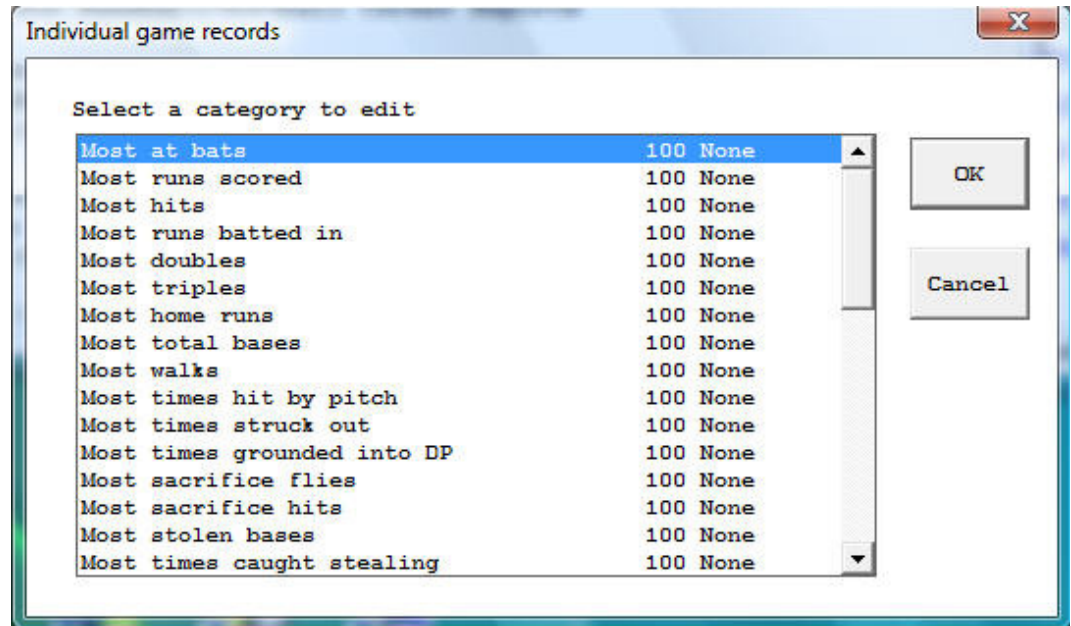 Individual game records
Select a category to edit
Most at bats 100 None
Most runs scored 100 None
Most hits 100 None
Most runs batted in 100 None
Most doubles 100 None
Most triples 100 None
Most home runs 100 None
Most total bases 100 None
Most walks 100 None
Most times hit by pitch 100 None
Most times struck out 100 None
Most times grounded into DP 100 None
Most sacrifice flies 100 None
Most sacrifice hits 100 None
Most stolen bases 100 None
Most times caught stealing 100 None
OK
Cancel